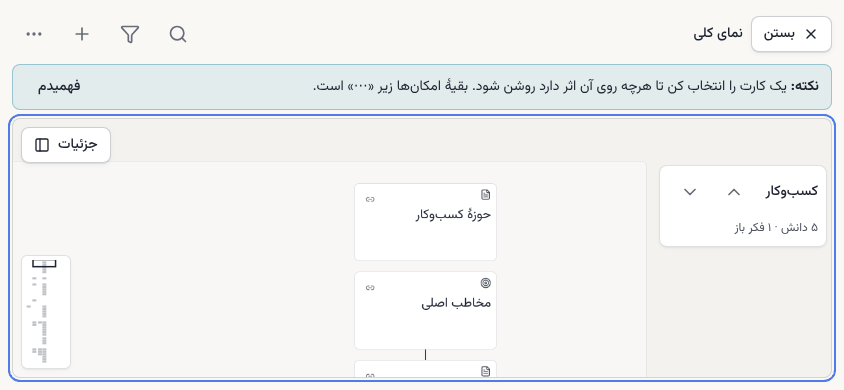 بستن
نمای کلی
نکته: یک کارت را انتخاب کن تا هرچه روی آن اثر دارد روشن شود. بقیهٔ امکان‌ها زیر «···» است.
فهمیدم
جزئیات
کسب‌وکار
۵ دانش · ۱ فکر باز
حوزهٔ کسب‌وکار
مخاطب اصلی